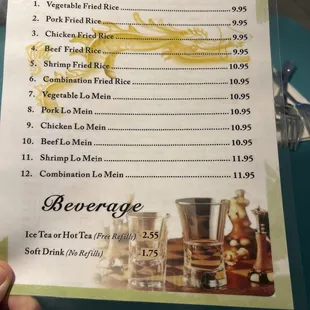 1. Vegetable Fried Rice 9.95
2. Pork Fried Rice 9.95
3. Chicken Fried Rice 9.95
4. Beef Fried Rice 9.95
5. Shrimp Fried Rice 10.95
6. Combination Fried Rice 10.95
7. Vegetable Lo Mein 10.95
8. Pork Lo Mein 10.95
9. Chicken Lo Mein 10.95
10. Beef Lo Mein 10.95
11. Shrimp Lo Mein 11.95
12. Combination Lo Mein 11.95
Beverage
Ice Tea or Hot Tea (Free Refills) 2.55
Soft Drink (No Refills) 1.75